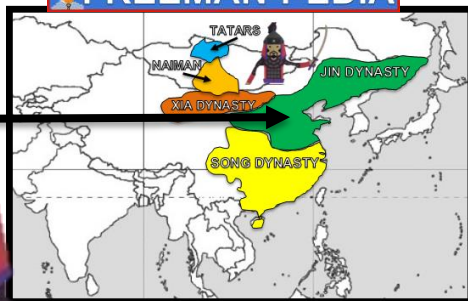 FREEMAN-PEDIA
TATARS
NAIMAN
JIN DYNASTY
XIA DYNASTY
SONG DYNASTY